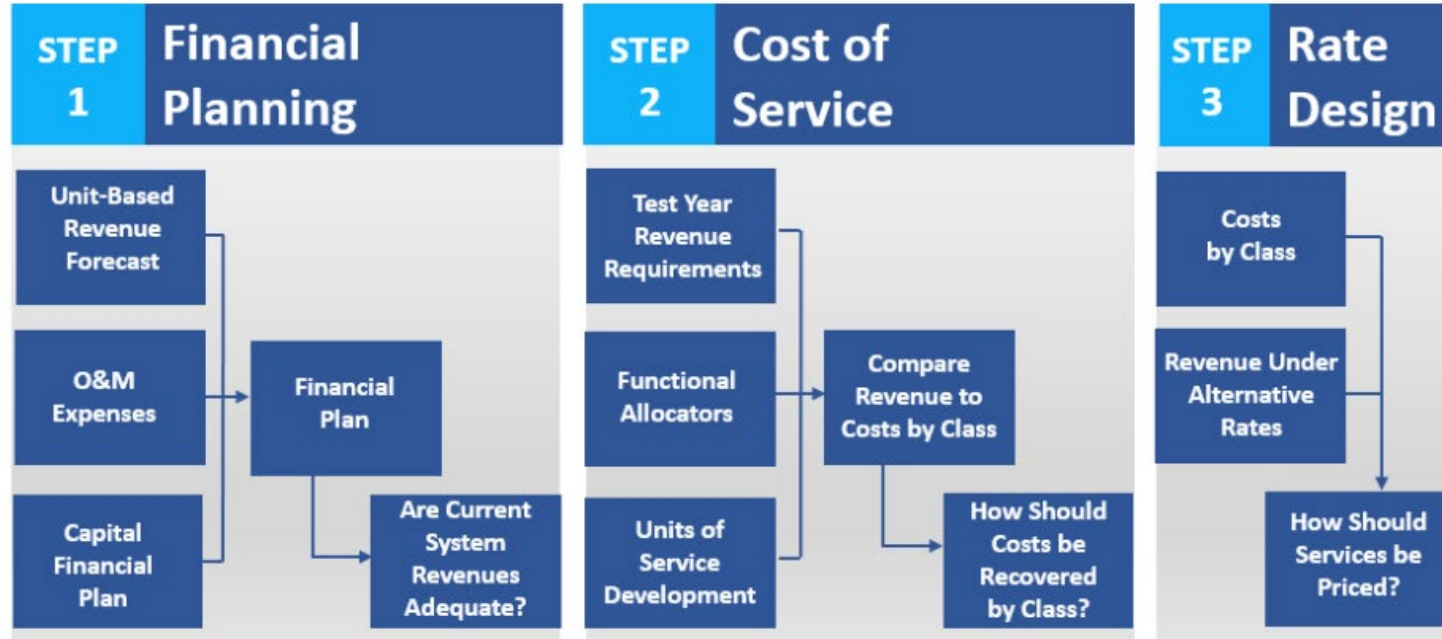 STEP
1
Financial
Planning
Unit-Based
Revenue
Forecast
O&M
Expenses
Capital
Financial
Plan
Financial
Plan
Are Current
System
Revenues
Adequate?
STEP
2
Cost of
Service
Test Year
Revenue
Requirements
Functional
Allocators
Units of
Service
Development
Compare
Revenue to
Costs by Class
How Should
Costs be
Recovered
by Class?
STEP
3
Rate
Design
Costs
by Class
Revenue Under
Alternative
Rates
How Should
Services be
Priced?